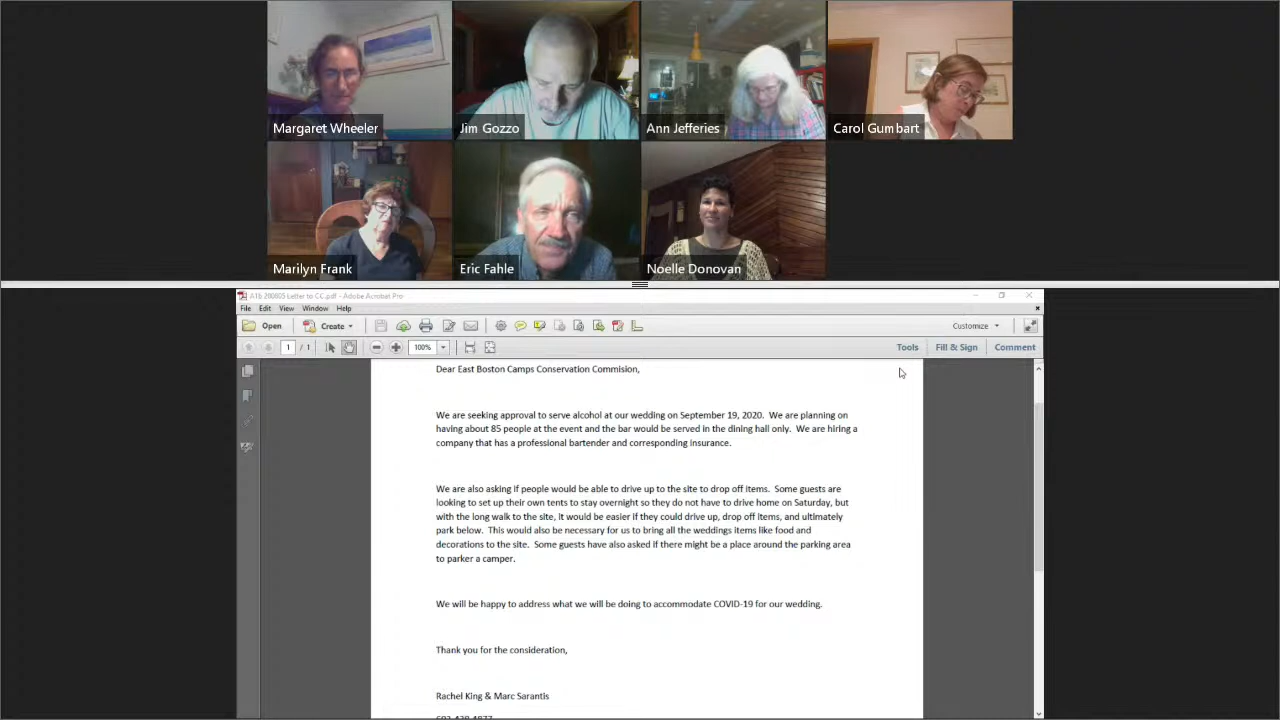 Margaret Wheeler
Jim Gozzo
Ann Jefferies
Carol Gumbart
Marilyn Frank
Eric Fahle
Noelle Donovan
A1b 200805 Letter to CC.pdf - Adobe Acrobat Pro
File Edit View Window Help
Open Create Customize
1 / 1 100% Tools Fill & Sign Comment
Dear East Boston Camps Conservation Commision,
We are seeking approval to serve alcohol at our wedding on September 19, 2020. We are planning on
having about 85 people at the event and the bar would be served in the dining hall only. We are hiring a
company that has a professional bartender and corresponding insurance.
We are also asking if people would be able to drive up to the site to drop off items. Some guests are
looking to set up their own tents to stay overnight so they do not have to drive home on Saturday, but
with the long walk to the site, it would be easier if they could drive up, drop off items, and ultimately
park below. This would also be necessary for us to bring all the weddings items like food and
decorations to the site. Some guests have also asked if there might be a place around the parking area
to parker a camper.
We will be happy to address what we will be doing to accommodate COVID-19 for our wedding.
Thank you for the consideration,
Rachel King & Marc Sarantis